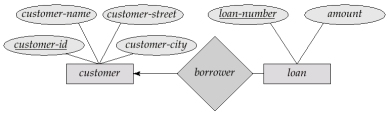 customer-name customer-street loan-number amount
customer-id customer-city
customer borrower loan